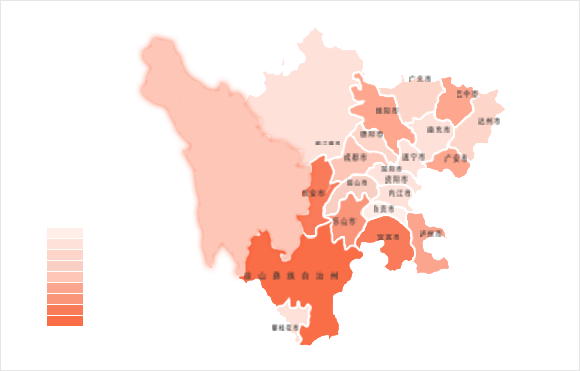 广元市
巴中市
绵阳市
达州市
南充市
德阳市
成都市
遂宁市
广安市
资阳市
眉山市
雅安市
内江市
自贡市
乐山市
泸州市
宜宾市
凉山彝族自治州
攀枝花市